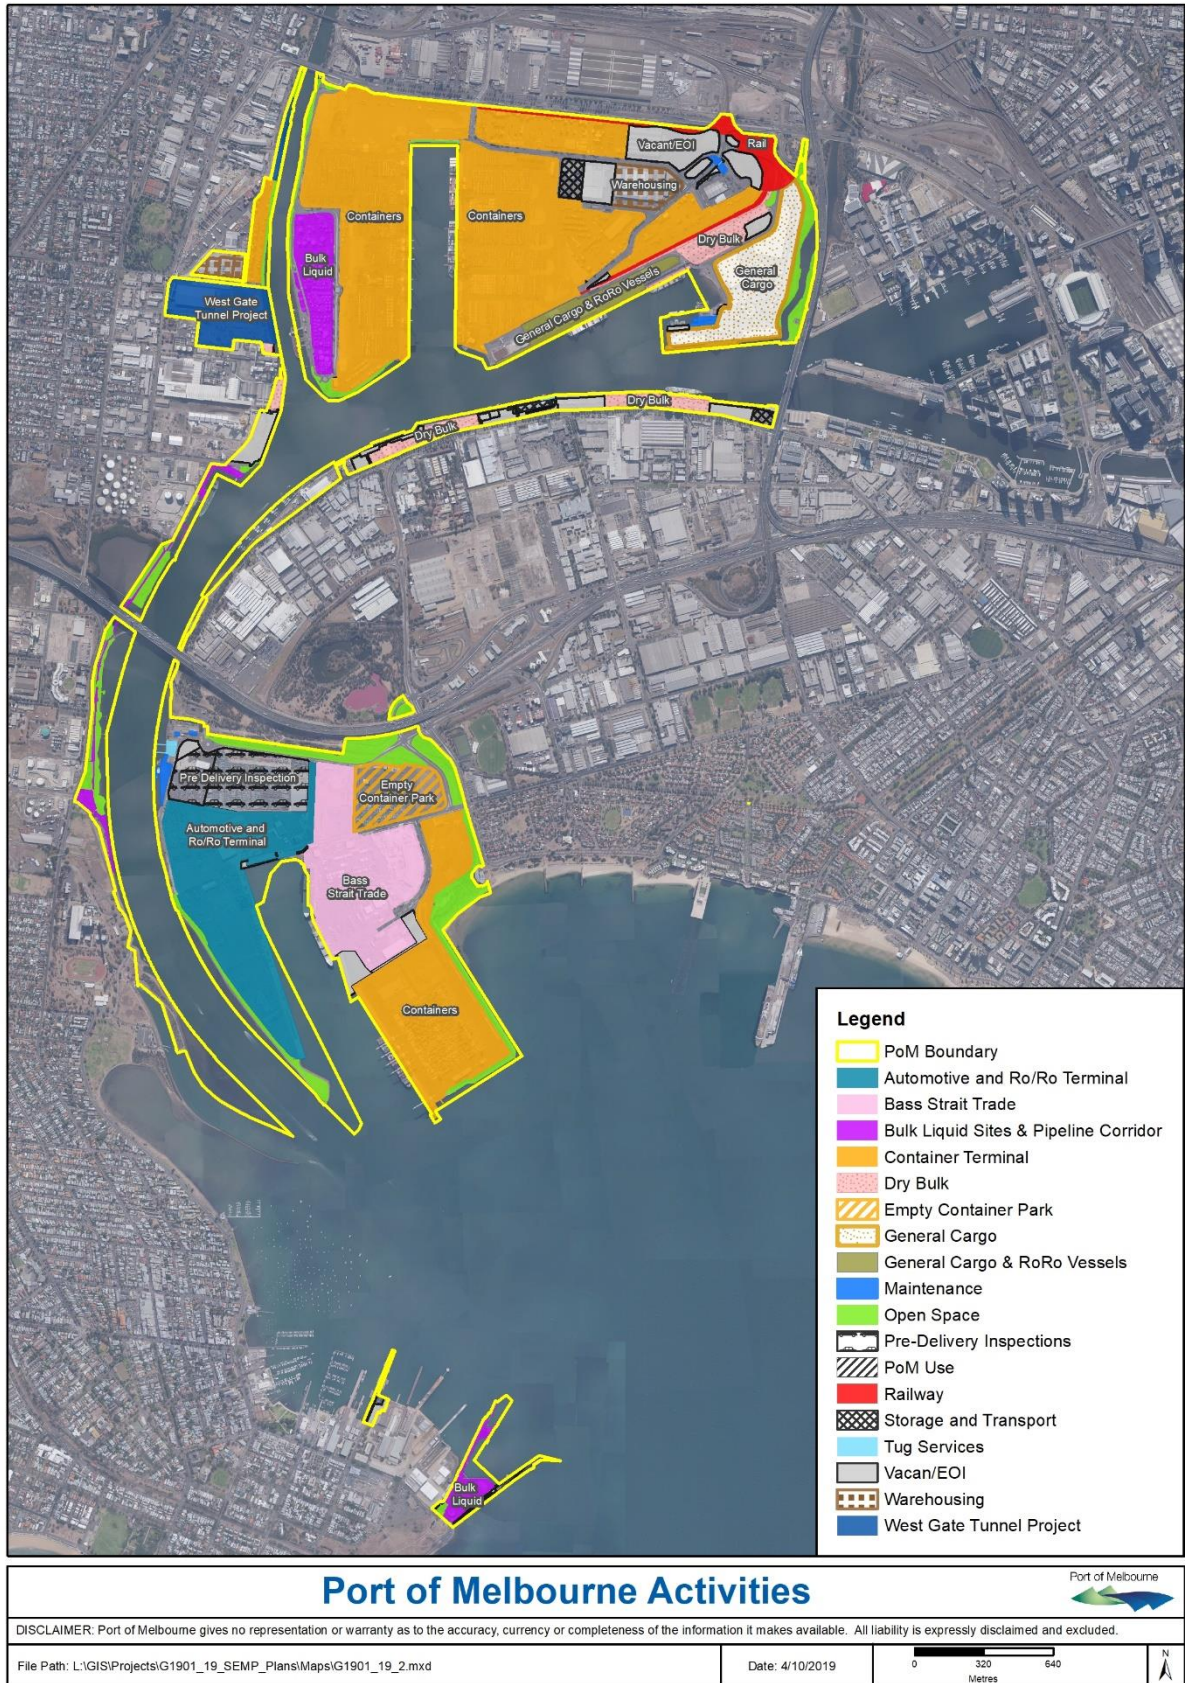 Vacant/EOI
Rail
Warehousing
Containers
Containers
Dry Bulk
Bulk
Liquid
General
Cargo
General Cargo & RoRo Vessels
West Gate
Tunnel Project
Dry Bulk
Dry Bulk
Pre Delivery Inspection
Empty
Container Park
Automotive and
Ro/Ro Terminal
Bass
Strait Trade
Containers
Bulk
Liquid
Legend
PoM Boundary
Automotive and Ro/Ro Terminal
Bass Strait Trade
Bulk Liquid Sites & Pipeline Corridor
Container Terminal
Dry Bulk
Empty Container Park
General Cargo
General Cargo & RoRo Vessels
Maintenance
Open Space
Pre-Delivery Inspections
PoM Use
Railway
Storage and Transport
Tug Services
Vacan/EOI
Warehousing
West Gate Tunnel Project
Port of Melbourne Activities
Port of Melbourne
DISCLAIMER: Port of Melbourne gives no representation or warranty as to the accuracy, currency or completeness of the information it makes available. All liability is expressly disclaimed and excluded.
File Path: L:\GIS\Projects\G1901_19_SEMP_Plans\Maps\G1901_19_2.mxd
Date: 4/10/2019
0 320 640
Metres
N